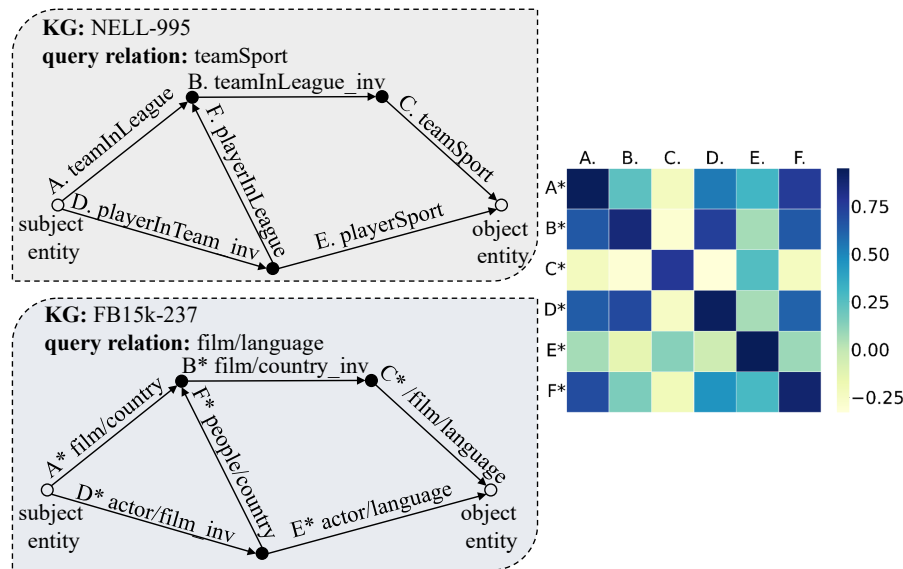 KG: NELL-995
query relation: teamSport
B. teamInLeague_inv
A. teamInLeague
F. playerInLeague
C. teamSport
D. playerInTeam_inv
E. playerSport
subject
entity
object
entity
KG: FB15k-237
query relation: film/language
B* film/country_inv
A* film/country
F* people/country
C* /film/language
D* actor/film_inv
E* actor/language
subject
entity
object
entity
A. B. C. D. E. F.
A*
B*
C*
D*
E*
F*
0.75
0.50
0.25
0.00
−0.25